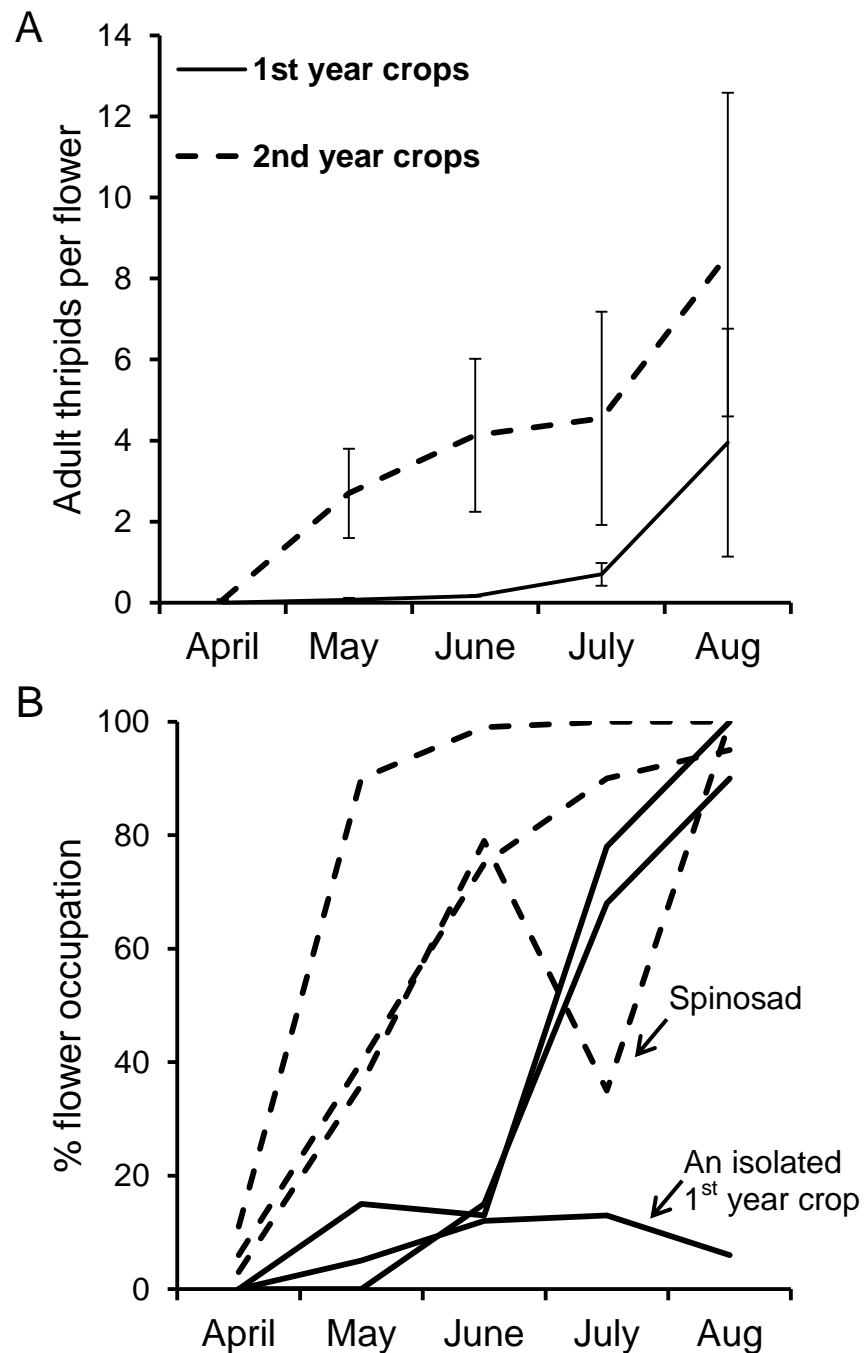 A
Adult thripids per flower
14
12
10
8
6
4
2
0
1st year crops
2nd year crops
April May June July Aug
B
% flower occupation
100
80
60
40
20
0
Spinosad
An isolated
1st year crop
April May June July Aug